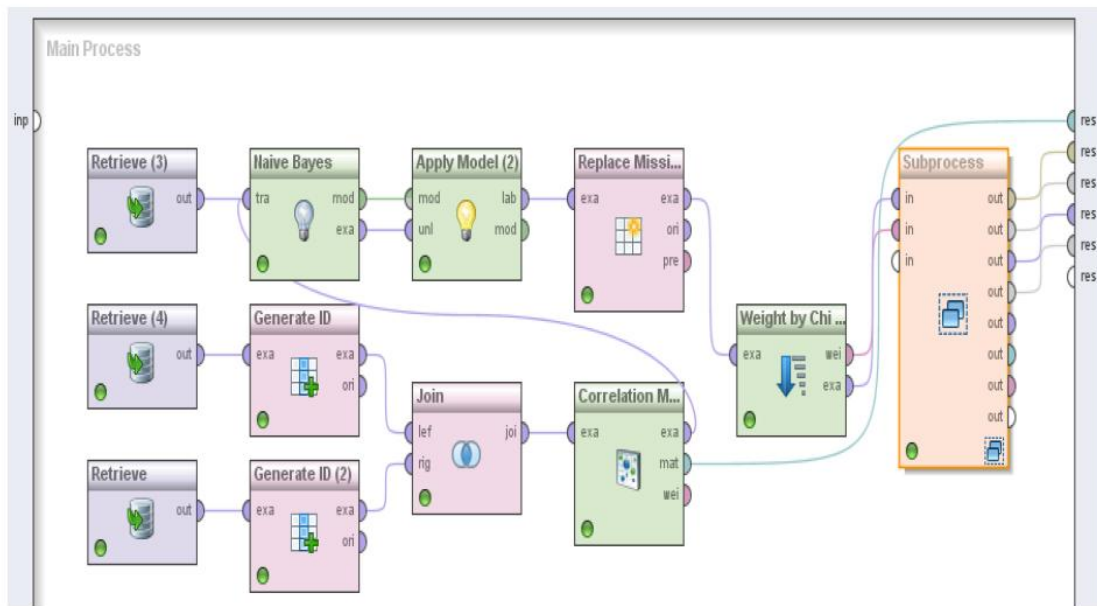 Main Process
inp
res
res
res
res
res
res
Retrieve (3)
out
Naive Bayes
tra
mod
exa
Apply Model (2)
mod
lab
unl
mod
Replace Missi...
exa
exa
ori
pre
Subprocess
in
out
in
out
in
out
out
out
out
out
out
Retrieve (4)
out
Generate ID
exa
exa
ori
Weight by Chi ...
exa
wei
exa
Join
lef
joi
rig
Correlation M...
exa
exa
mat
wei
Retrieve
out
Generate ID (2)
exa
exa
ori